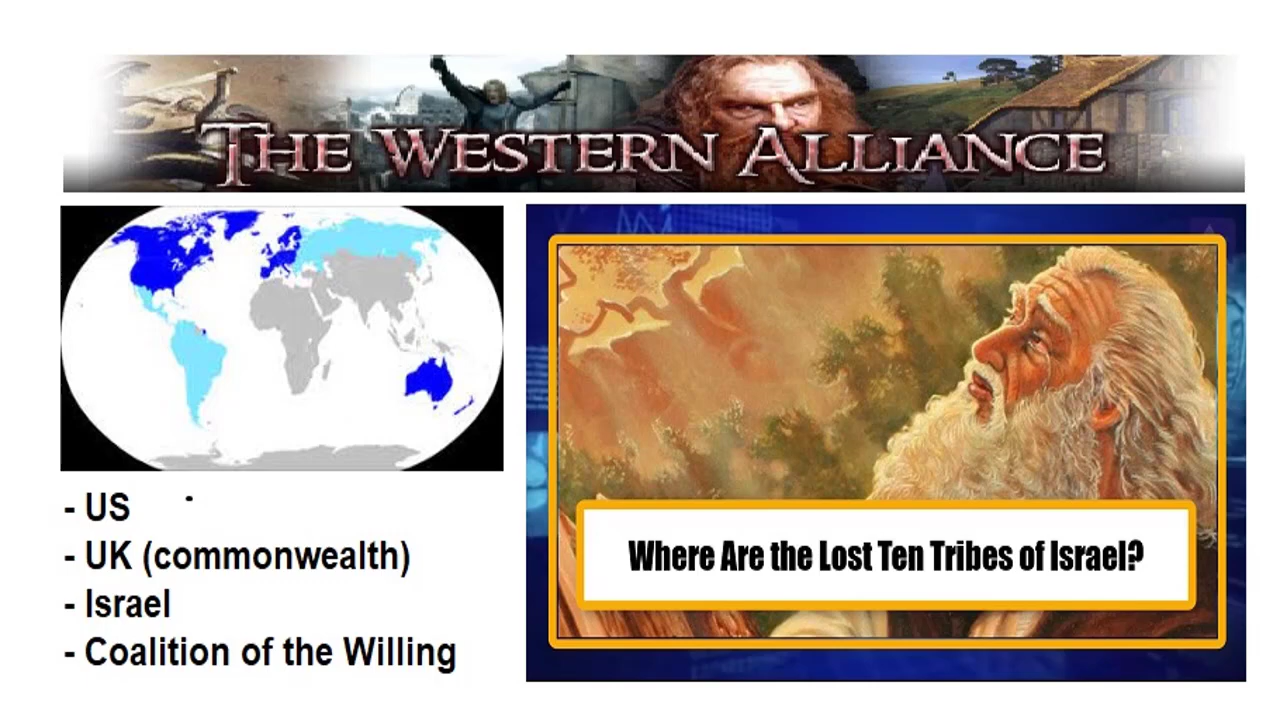 THE WESTERN ALLIANCE
- US
- UK (commonwealth)
- Israel
- Coalition of the Willing
Where Are the Lost Ten Tribes of Israel?